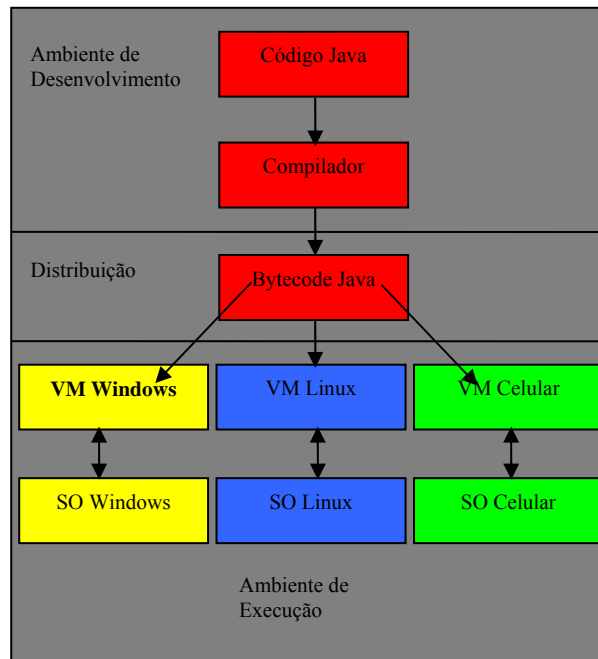 Ambiente de
Desenvolvimento
Código Java
Compilador
Distribuição
Bytecode Java
VM Windows
VM Linux
VM Celular
SO Windows
SO Linux
SO Celular
Ambiente de
Execução